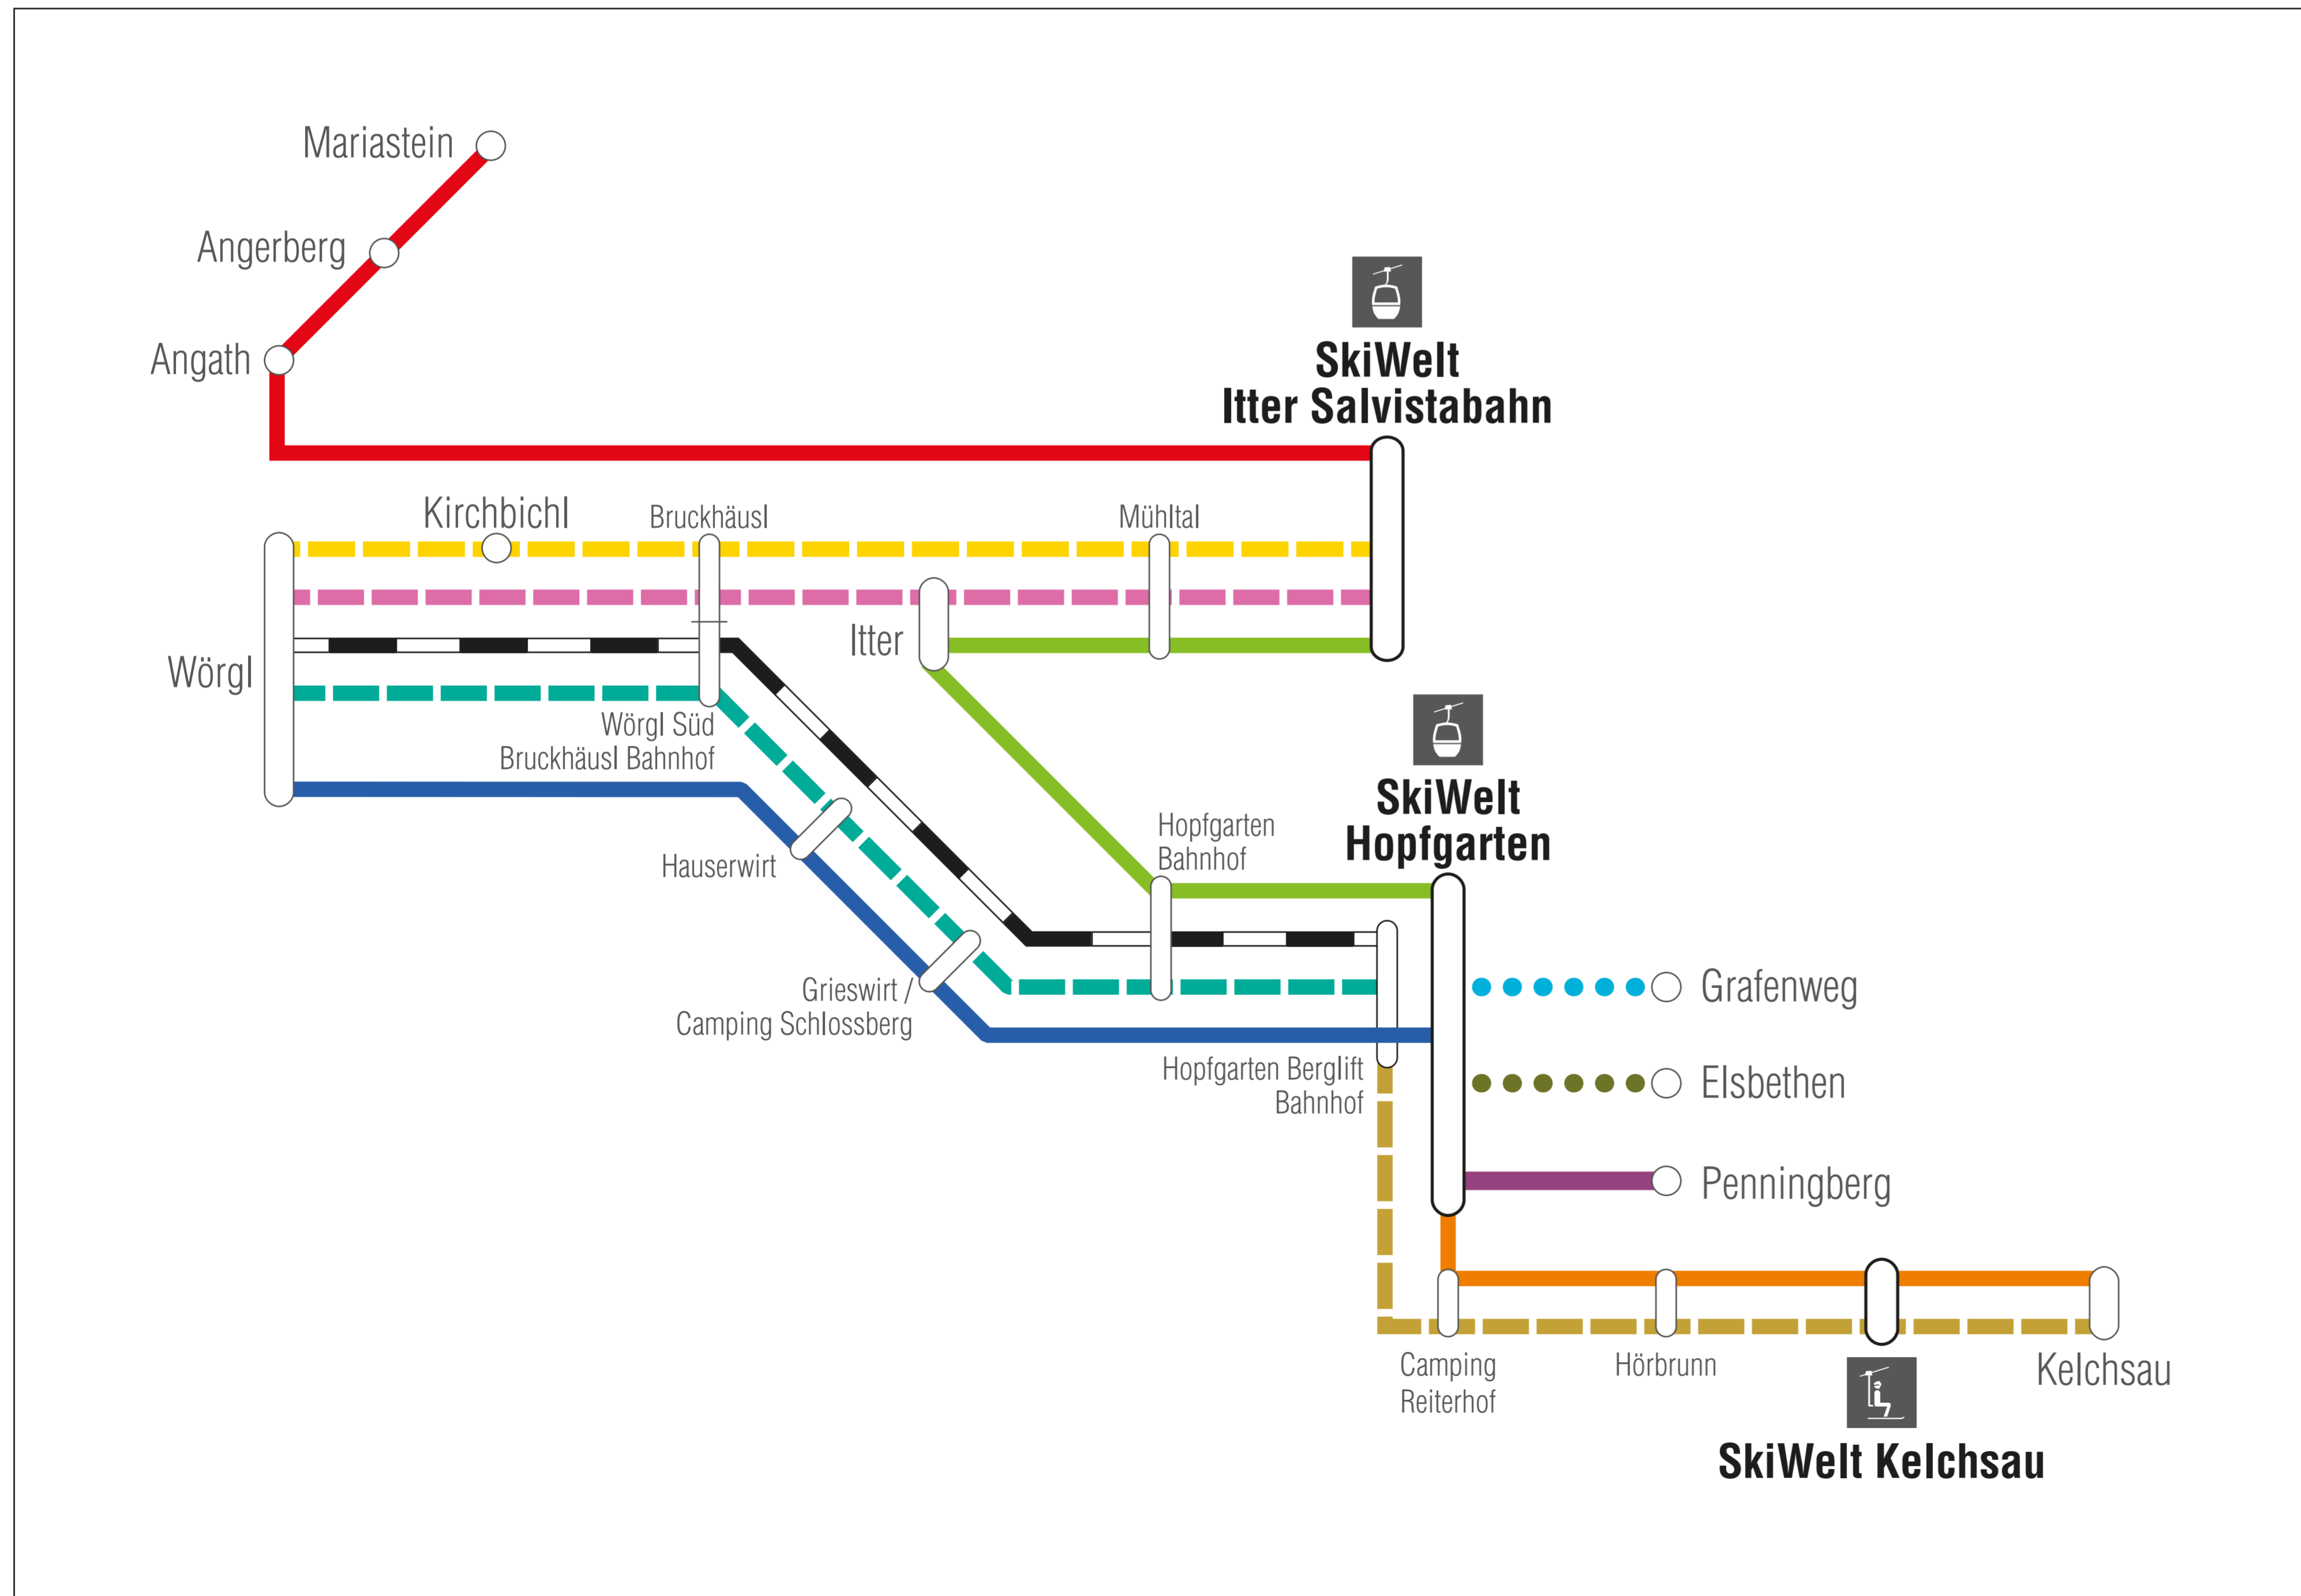 Mariastein
Angerberg
Angath
SkiWelt
Itter Salvistabahn
Kirchbichl
Bruckhäusl
Mühltal
Itter
Wörgl
Wörgl Süd
Bruckhäusl Bahnhof
SkiWelt
Hopfgarten
Hopfgarten
Bahnhof
Hauserwirt
Grieswirt /
Camping Schlossberg
Grafenweg
Hopfgarten Berglift
Bahnhof
Elsbethen
Penningberg
Camping
Reiterhof
Hörbrunn
Kelchsau
SkiWelt Kelchsau